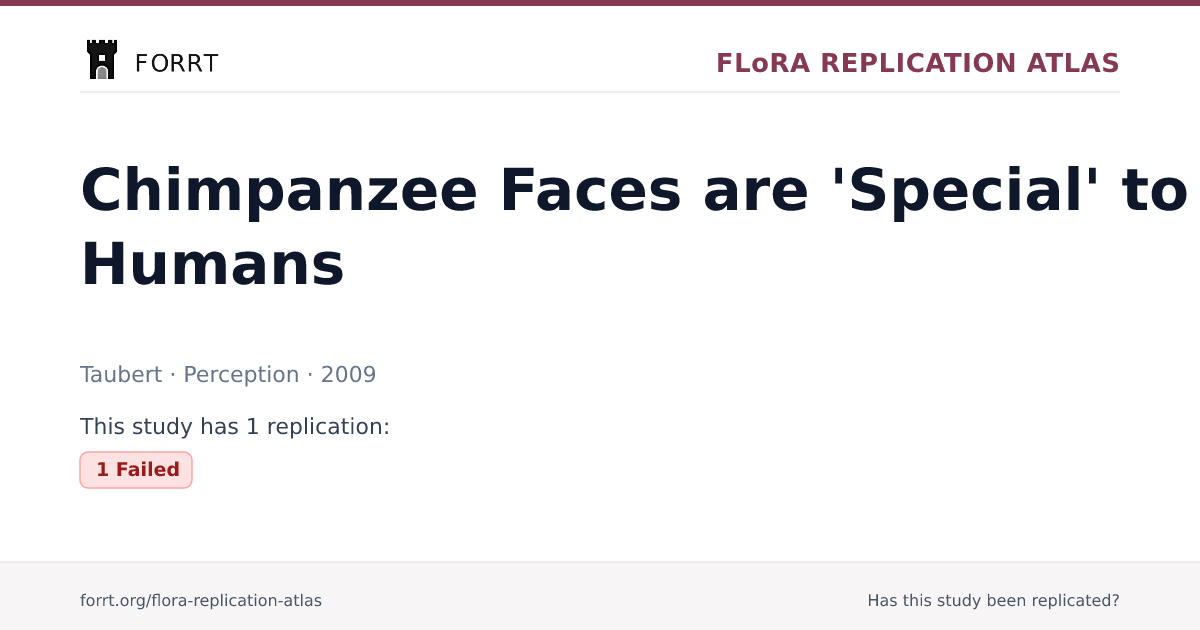 FORRT
FLoRA REPLICATION ATLAS
Chimpanzee Faces are 'Special' to
Humans
Taubert · Perception · 2009
This study has 1 replication:
1 Failed
forrt.org/flora-replication-atlas
Has this study been replicated?